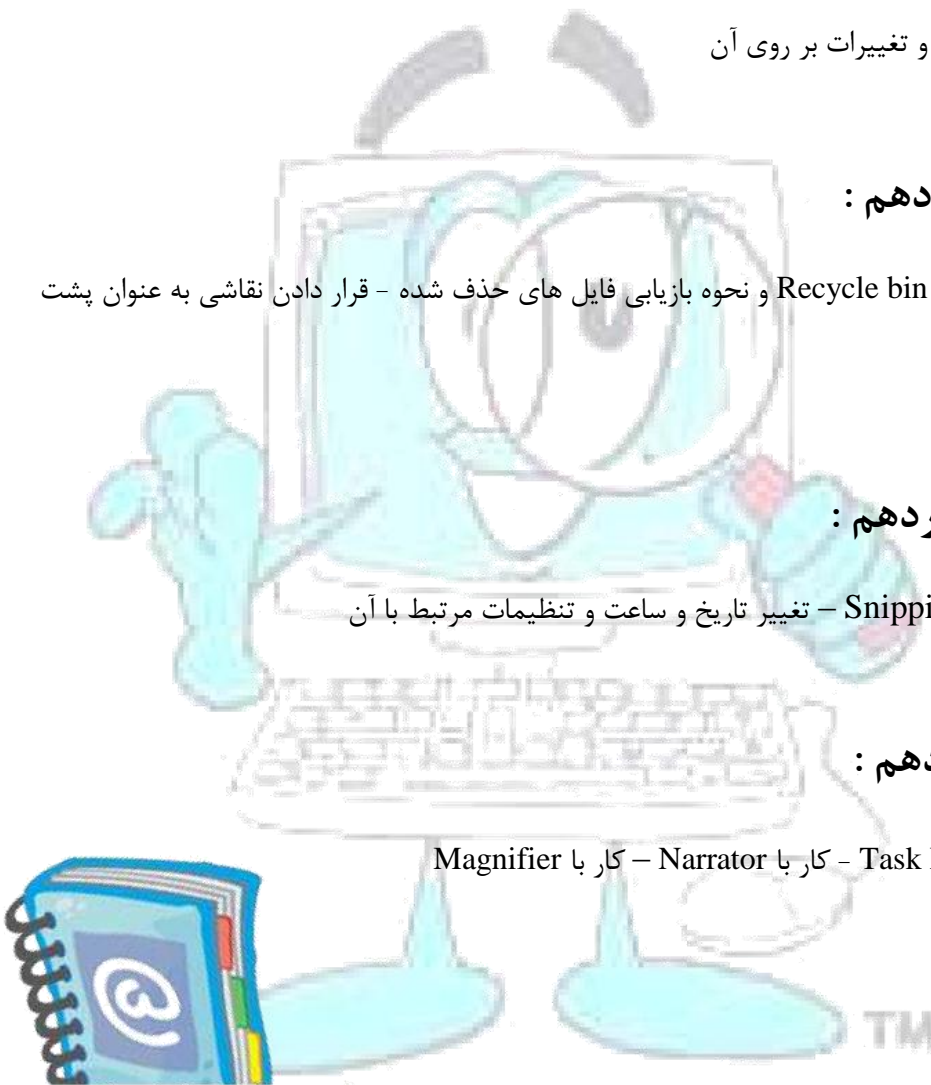 و تغییرات بر روی آن
دهم :
Recycle bin و نحوه بازیابی فایل های حذف شده - قرار دادن نقاشی به عنوان پشت
ردهم :
Snippi – تغییر تاریخ و ساعت و تنظیمات مرتبط با آن
دهم :
Task - کار با Narrator – کار با Magnifier
@
TM